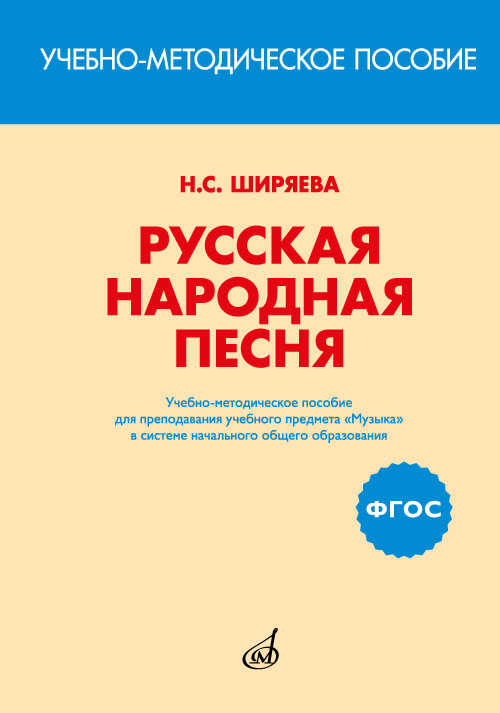 УЧЕБНО-МЕТОДИЧЕСКОЕ ПОСОБИЕ
Н.С. ШИРЯЕВА
РУССКАЯ
НАРОДНАЯ
ПЕСНЯ
Учебно-методическое пособие
для преподавания учебного предмета «Музыка»
в системе начального общего образования
ФГОС
М